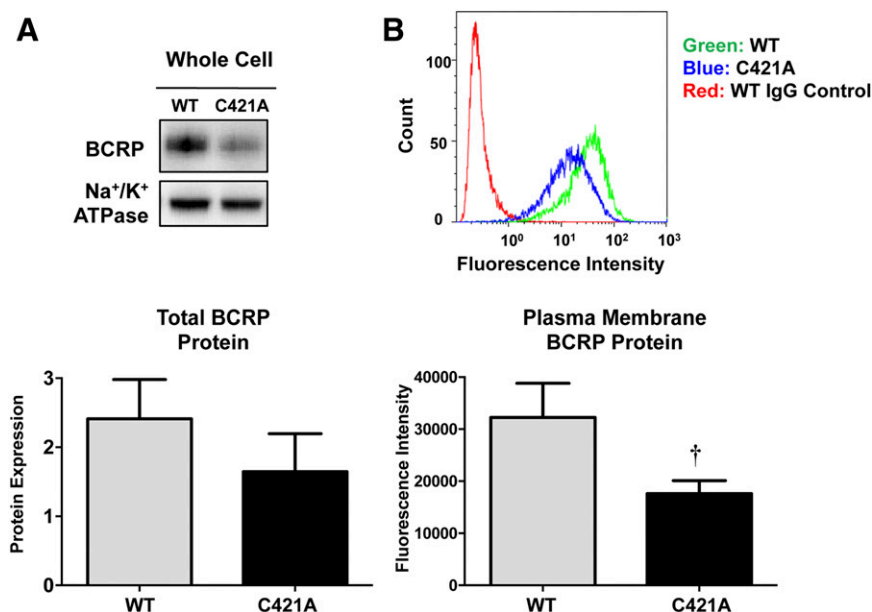 A
Whole Cell
WT C421A
BCRP
Na⁺/K⁺
ATPase
B
Count
100
50
0
10⁰ 10¹ 10² 10³
Fluorescence Intensity
Green: WT
Blue: C421A
Red: WT IgG Control
Total BCRP
Protein
Protein Expression
3
2
1
0
WT C421A
Plasma Membrane
BCRP Protein
Fluorescence Intensity
40000
30000
20000
10000
0
†
WT C421A